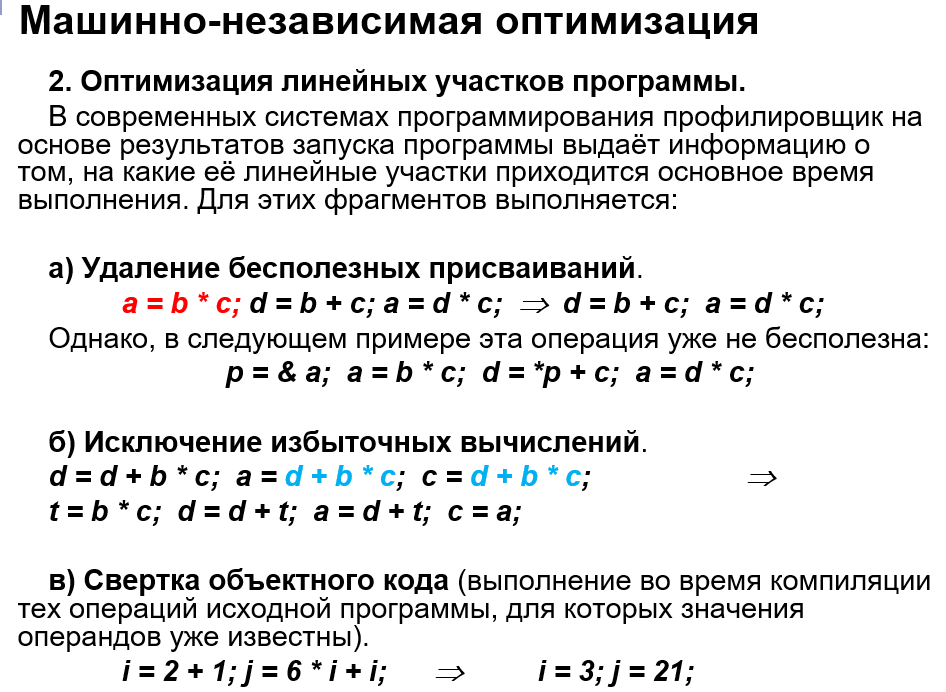 Машинно-независимая оптимизация
2. Оптимизация линейных участков программы.
В современных системах программирования профилировщик на
основе результатов запуска программы выдаёт информацию о
том, на какие её линейные участки приходится основное время
выполнения. Для этих фрагментов выполняется:
а) Удаление бесполезных присваиваний.
a = b * c; d = b + c; a = d * c; ⇒ d = b + c; a = d * c;
Однако, в следующем примере эта операция уже не бесполезна:
p = & a; a = b * c; d = *p + c; a = d * c;
б) Исключение избыточных вычислений.
d = d + b * c; a = d + b * c; c = d + b * c; ⇒
t = b * c; d = d + t; a = d + t; c = a;
в) Свертка объектного кода (выполнение во время компиляции
тех операций исходной программы, для которых значения
операндов уже известны).
i = 2 + 1; j = 6 * i + i; ⇒ i = 3; j = 21;